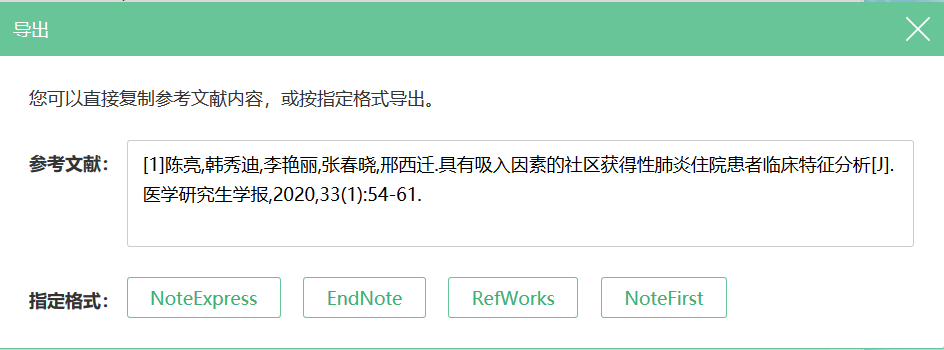 导出
您可以直接复制参考文献内容，或按指定格式导出。
参考文献：
[1]陈亮,韩秀迪,李艳丽,张春晓,邢西迁.具有吸入因素的社区获得性肺炎住院患者临床特征分析[J].
医学研究生学报,2020,33(1):54-61.
指定格式： NoteExpress EndNote RefWorks NoteFirst